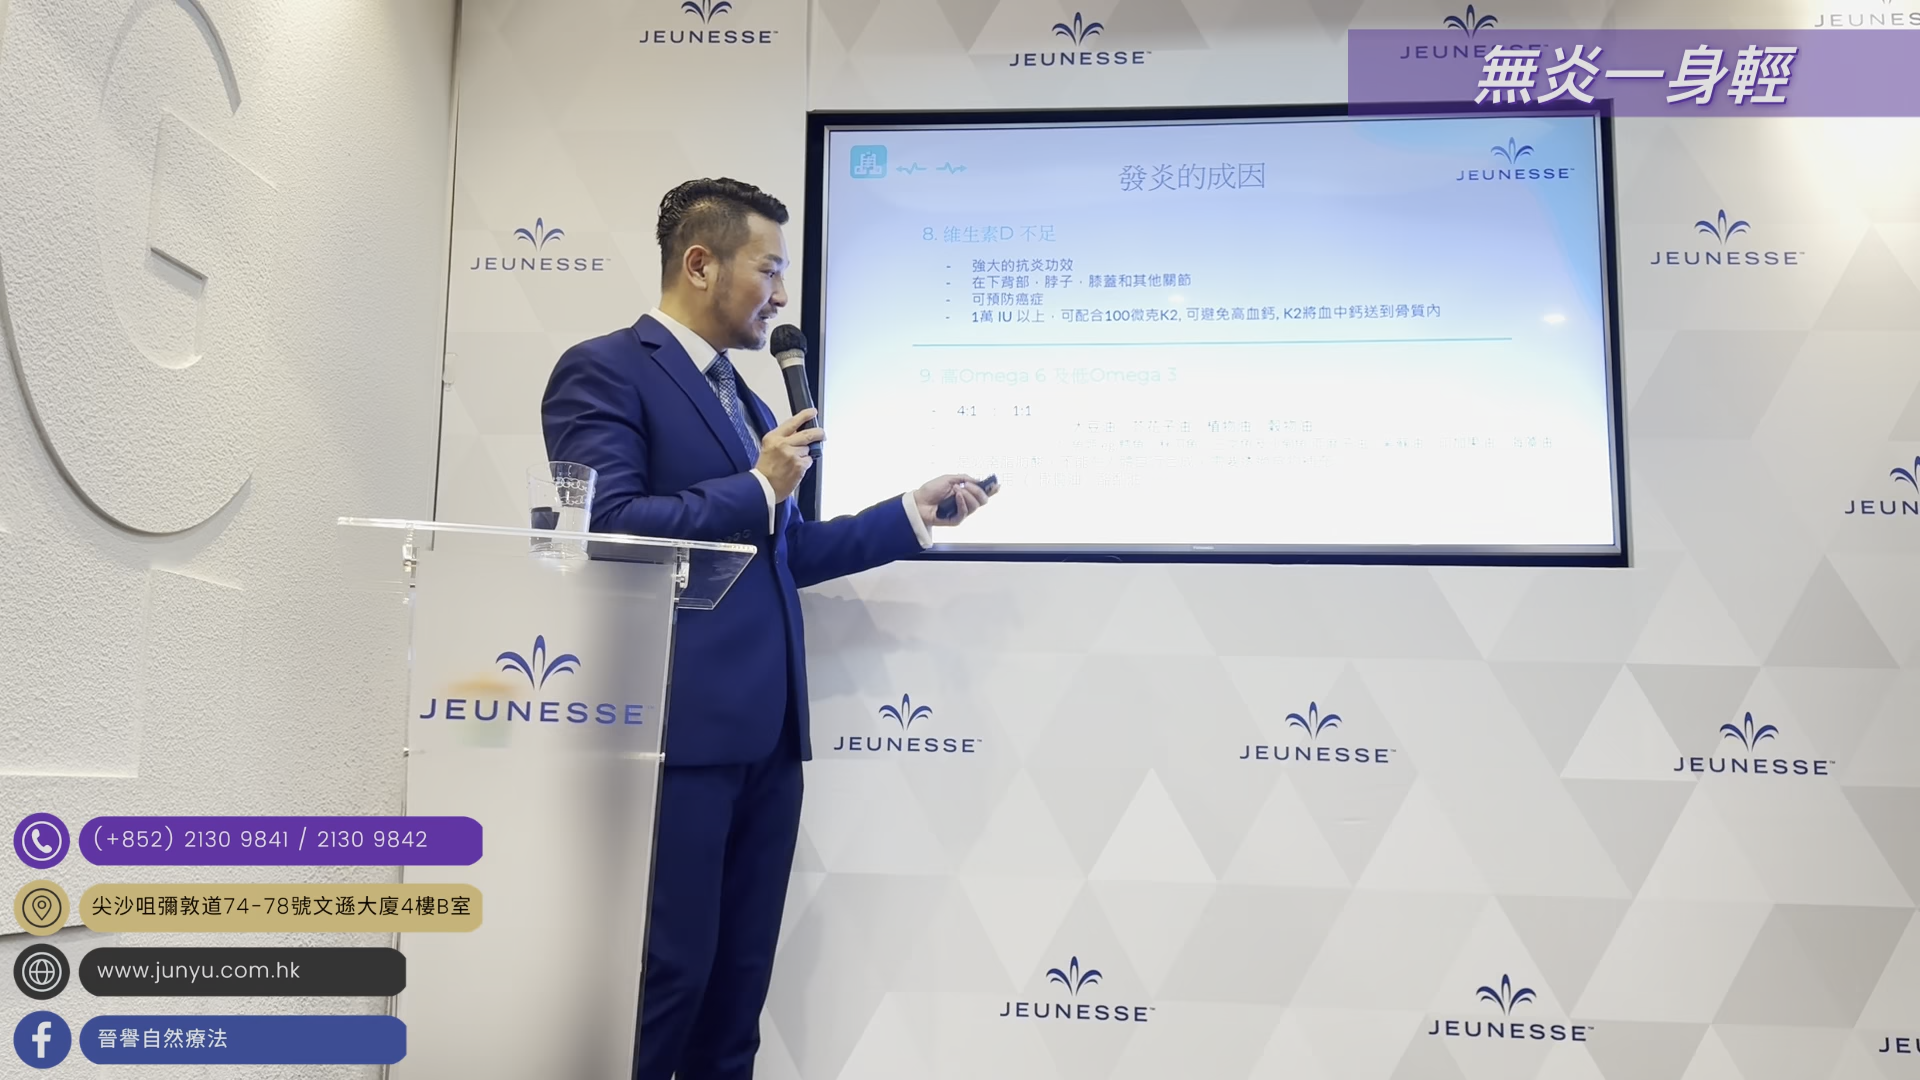 JEUNESSE
JEUNESSE
JEUNESSE
JEUNES
無炎一身輕
發炎的成因
JEUNESSE
8. 維生素D 不足
- 強大的抗炎功效
- 在下背部，脖子，膝蓋和其他關節
- 可預防癌症
- 1萬 IU 以上，可配合100微克K2, 可避免高血鈣, K2將血中鈣送到骨質內
9. 高Omega 6 及低Omega 3
- 4:1 : 1:1
植物油
JEUNESSE
JEUNESSE
JEUN
JEUNESSE
JEUNESSE
JEUNESSE
JEUNESSE
(+852) 2130 9841 / 2130 9842
尖沙咀彌敦道74-78號文遜大廈4樓B室
www.junyu.com.hk
晉譽自然療法
JEUNESSE
JEUNESSE
JEU